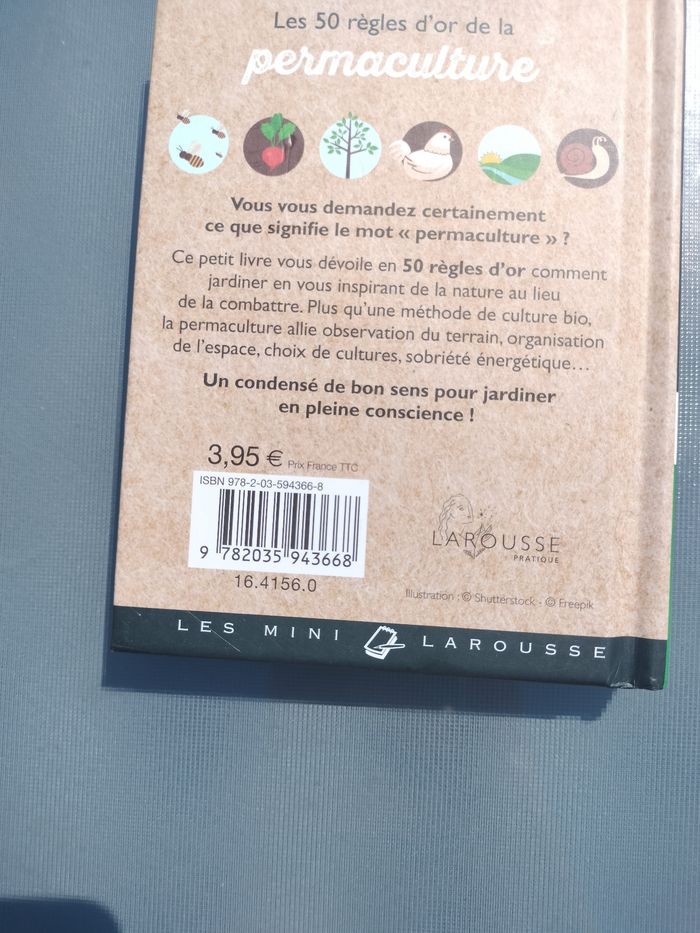 Les 50 règles d'or de la
permaculture
Vous vous demandez certainement
ce que signifie le mot « permaculture » ?
Ce petit livre vous dévoile en 50 règles d'or comment
jardiner en vous inspirant de la nature au lieu
de la combattre. Plus qu'une méthode de culture bio,
la permaculture allie observation du terrain, organisation
de l'espace, choix de cultures, sobriété énergétique...
Un condensé de bon sens pour jardiner
en pleine conscience !
3,95 € Prix France TTC
ISBN 978-2-03-594366-8
9 782035 943668
16.4156.0
LAROUSSE
PRATIQUE
Illustration : © Shutterstock - © Freepik
LES MINI LAROUSSE